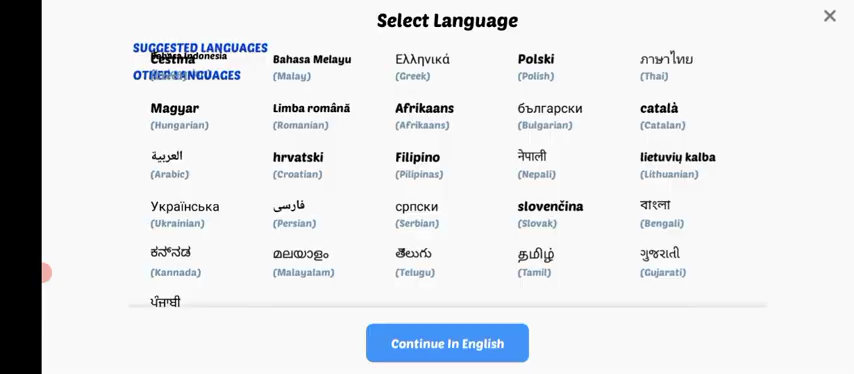 Select Language
SUGGESTED LANGUAGES
Bahasa Indonesia
Čeština
OTHER LANGUAGES
Bahasa Melayu
(Malay)
Ελληνικά
(Greek)
Polski
(Polish)
ภาษาไทย
(Thai)
Magyar
(Hungarian)
Limba română
(Romanian)
Afrikaans
(Afrikaans)
български
(Bulgarian)
català
(Catalan)
العربية
(Arabic)
hrvatski
(Croatian)
Filipino
(Pilipinas)
नेपाली
(Nepali)
lietuvių kalba
(Lithuanian)
Українська
(Ukrainian)
فارسی
(Persian)
српски
(Serbian)
slovenčina
(Slovak)
বাংলা
(Bengali)
ಕನ್ನಡ
(Kannada)
മലയാളം
(Malayalam)
తెలుగు
(Telugu)
தமிழ்
(Tamil)
ગુજરાતી
(Gujarati)
ਪੰਜਾਬੀ
Continue In English